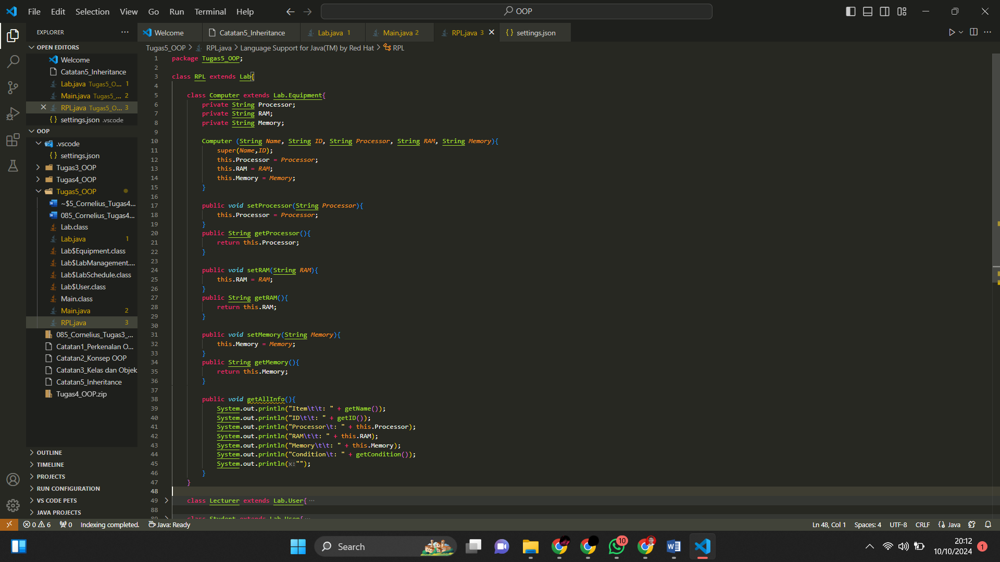 File Edit Selection View Go Run Terminal Help
OOP
EXPLORER
OPEN EDITORS
Welcome
Catatan5_Inheritance
Lab.java Tugas5_O... 1
Main.java Tugas5_... 2
RPL.java Tugas5_O... 3
settings.json .vscode
OOP
.vscode
settings.json
Tugas3_OOP
Tugas4_OOP
Tugas5_OOP
~$5_Cornelius_Tugas4...
085_Cornelius_Tugas4...
Lab.class
Lab.java 1
Lab$Equipment.class
Lab$LabManagement....
Lab$LabSchedule.class
Lab$User.class
Main.class
Main.java 2
RPL.java 3
085_Cornelius_Tugas3_...
Catatan1_Perkenalan O...
Catatan2_Konsep OOP
Catatan3_Kelas dan Objek
Catatan5_Inheritance
Tugas4_OOP.zip
OUTLINE
TIMELINE
PROJECTS
RUN CONFIGURATION
VS CODE PETS
JAVA PROJECTS
Welcome Catatan5_Inheritance Lab.java 1 Main.java 2 RPL.java 3 settings.json
Tugas5_OOP > RPL.java > Language Support for Java(TM) by Red Hat > RPL
1 package Tugas5_OOP;
2
3 class RPL extends Lab{
4
5 class Computer extends Lab.Equipment{
6 private String Processor;
7 private String RAM;
8 private String Memory;
9
10 Computer (String Name, String ID, String Processor, String RAM, String Memory){
11 super(Name,ID);
12 this.Processor = Processor;
13 this.RAM = RAM;
14 this.Memory = Memory;
15 }
16
17 public void setProcessor(String Processor){
18 this.Processor = Processor;
19 }
20 public String getProcessor(){
21 return this.Processor;
22 }
23
24 public void setRAM(String RAM){
25 this.RAM = RAM;
26 }
27 public String getRAM(){
28 return this.RAM;
29 }
30
31 public void setMemory(String Memory){
32 this.Memory = Memory;
33 }
34 public String getMemory(){
35 return this.Memory;
36 }
37
38 public void getAllInfo(){
39 System.out.println("Item\t\t: " + getName());
40 System.out.println("ID\t\t: " + getID());
41 System.out.println("Processor\t: " + this.Processor);
42 System.out.println("RAM\t\t: " + this.RAM);
43 System.out.println("Memory\t\t: " + this.Memory);
44 System.out.println("Condition\t: " + getCondition());
45 System.out.println(x:"");
46 }
47 }
48
49 class Lecturer extends Lab.User{ ...
88
89 class Student extends Lab.User{ ...
0 6 0 Indexing completed. Java: Ready
Ln 48, Col 1 Spaces: 4 UTF-8 CRLF Java
Search
10
20:12
10/10/2024
1